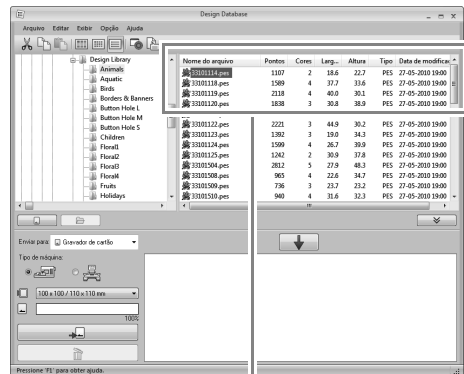 Design Database
Arquivo Editar Exibir Opção Ajuda
Design Library
Animals
Aquatic
Birds
Borders & Banners
Button Hole L
Button Hole M
Button Hole S
Children
Floral1
Floral2
Floral3
Floral4
Fruits
Holidays
Nome do arquivo Pontos Cores Larg... Altura Tipo Data de modificaç
33101114.pes 1107 2 18.6 22.7 PES 27-05-2010 19:00
33101118.pes 1589 4 37.7 33.6 PES 27-05-2010 19:00
33101119.pes 2118 4 40.0 30.1 PES 27-05-2010 19:00
33101120.pes 1838 3 30.8 38.9 PES 27-05-2010 19:00
33101122.pes 2221 3 44.9 30.2 PES 27-05-2010 19:00
33101123.pes 1392 3 19.0 34.3 PES 27-05-2010 19:00
33101124.pes 1599 4 26.7 39.9 PES 27-05-2010 19:00
33101125.pes 1242 2 30.9 37.8 PES 27-05-2010 19:00
33101504.pes 2812 5 27.9 48.3 PES 27-05-2010 19:00
33101508.pes 965 4 22.6 34.7 PES 27-05-2010 19:00
33101509.pes 736 3 23.7 23.2 PES 27-05-2010 19:00
33101510.pes 940 4 31.6 32.3 PES 27-05-2010 19:00
Enviar para: Gravador de cartão
Tipo de máquina:
100 x 100 / 110 x 110 mm
100%
Pressione 'F1' para obter ajuda.